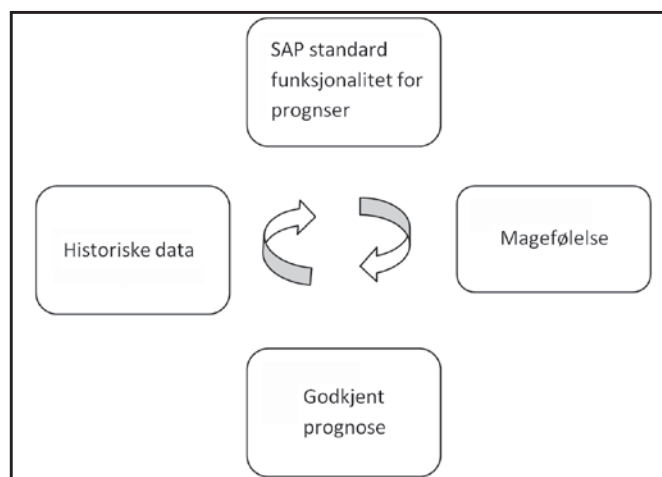 SAP standard
funksjonalitet for
prognser
Historiske data
Magefølelse
Godkjent
prognose